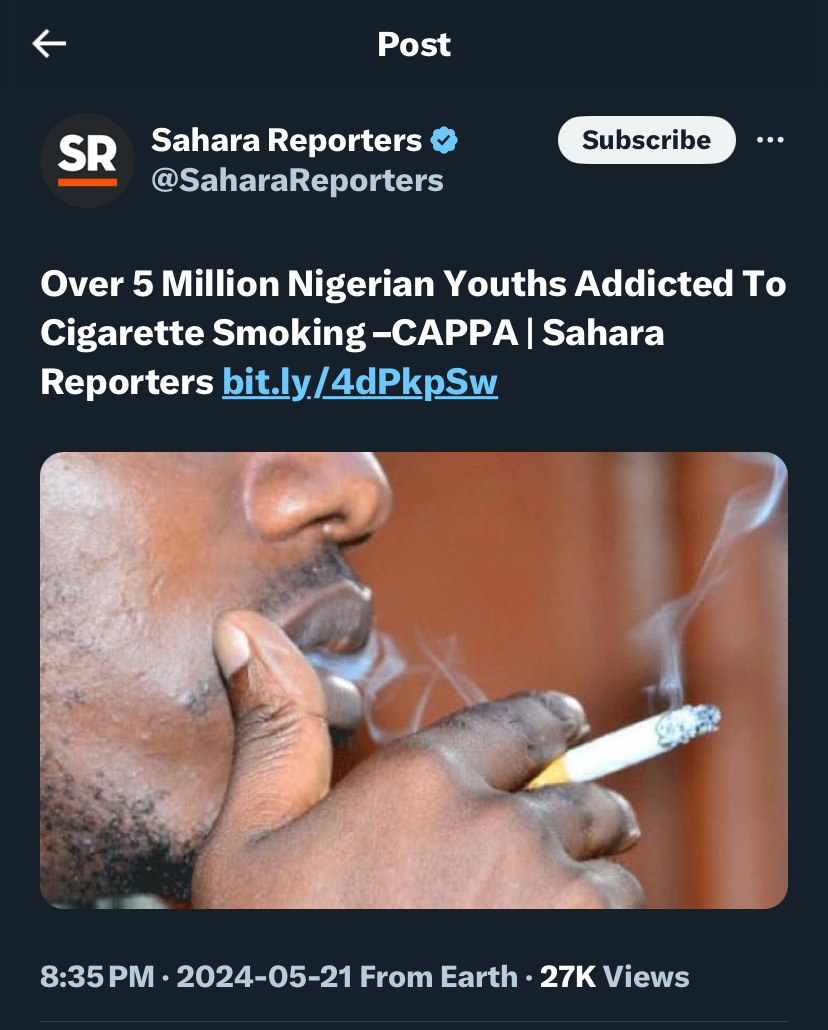 Post
SR
Sahara Reporters
Subscribe
@SaharaReporters
Over 5 Million Nigerian Youths Addicted To
Cigarette Smoking –CAPPA | Sahara
Reporters bit.ly/4dPkpSw
8:35 PM · 2024-05-21 From Earth · 27K Views